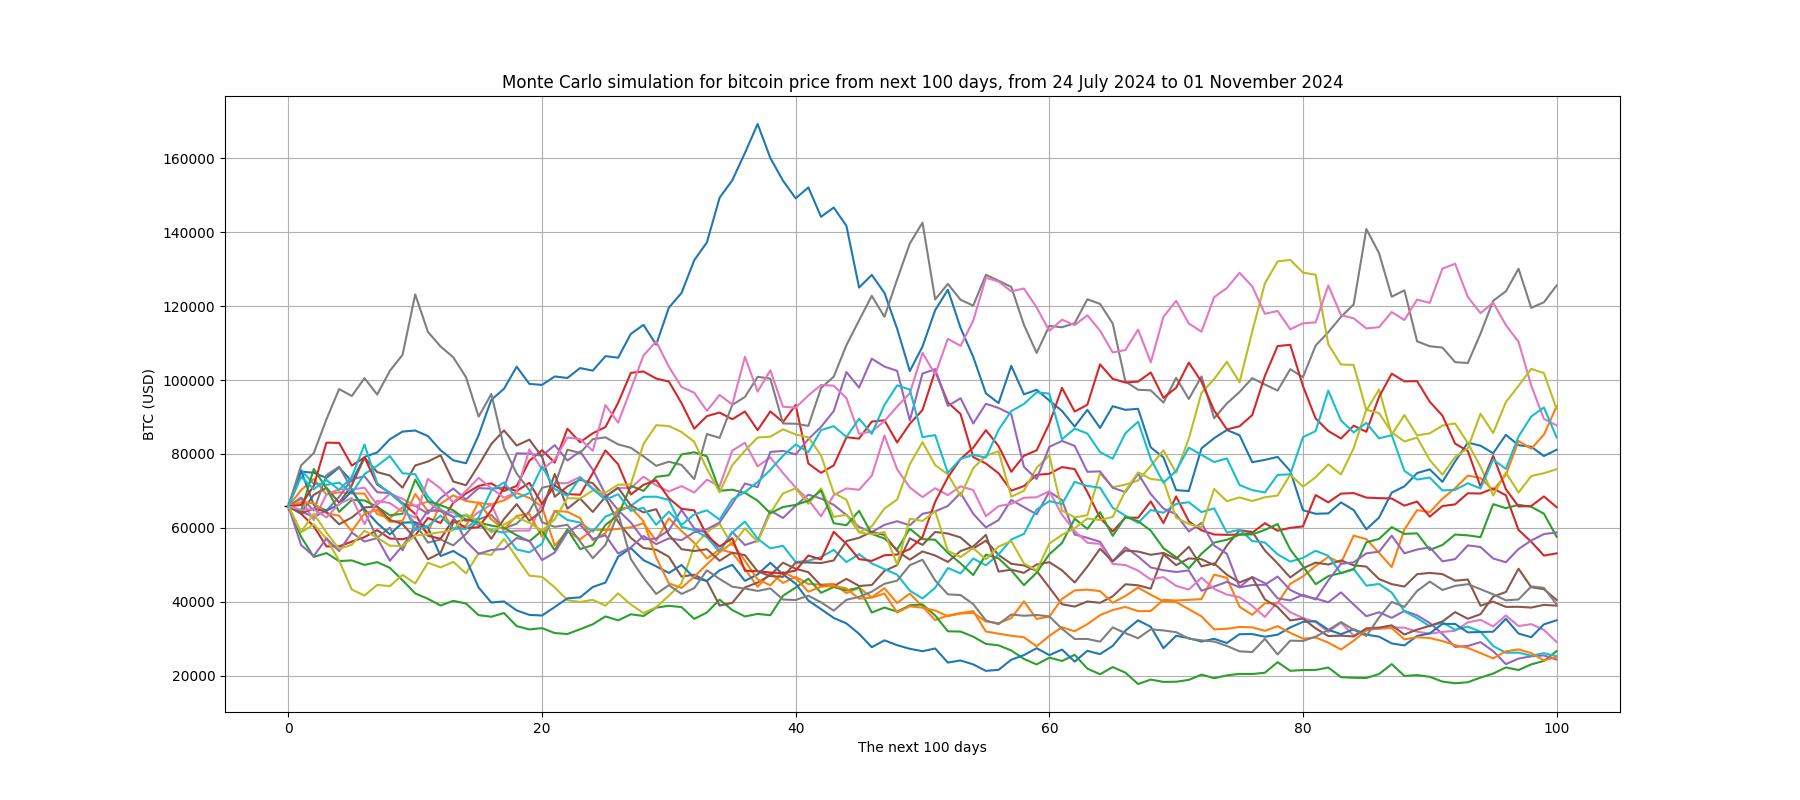 Monte Carlo simulation for bitcoin price from next 100 days, from 24 July 2024 to 01 November 2024
160000
140000
120000
100000
80000
60000
40000
20000
BTC (USD)
0 20 40 60 80 100
The next 100 days